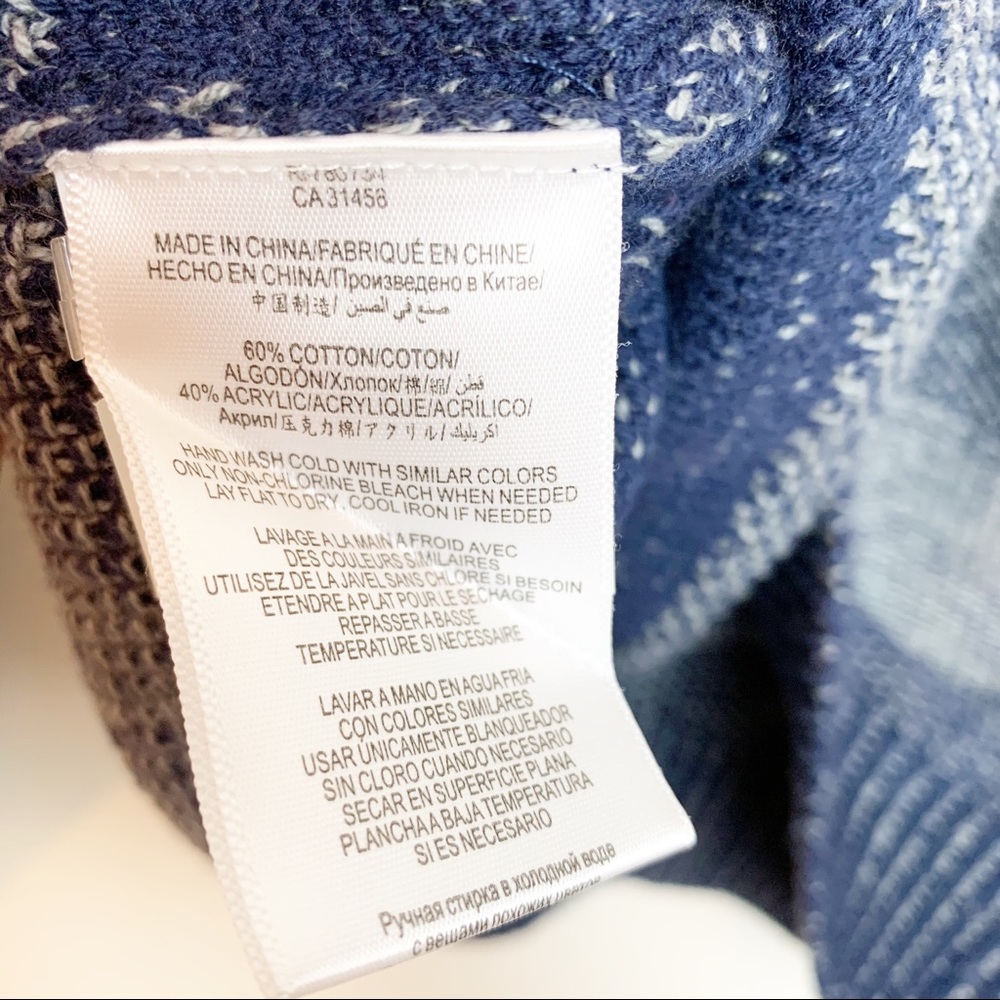 CA 31458
MADE IN CHINA/FABRIQUÉ EN CHINE/
HECHO EN CHINA/Произведено в Китае/
中国制造/ صنع في الصين
60% COTTON/COTON/
ALGODÓN/Хлопок/棉/綿/ قطن
40% ACRYLIC/ACRYLIQUE/ACRÍLICO/
Акрил/压克力棉/アクリル/ اكريليك
HAND WASH COLD WITH SIMILAR COLORS
ONLY NON-CHLORINE BLEACH WHEN NEEDED
LAY FLAT TO DRY, COOL IRON IF NEEDED
LAVAGE A LA MAIN A FROID AVEC
DES COULEURS SIMILAIRES
UTILISEZ DE LA JAVEL SANS CHLORE SI BESOIN
ETENDRE A PLAT POUR LE SECHAGE
REPASSER A BASSE
TEMPERATURE SI NECESSAIRE
LAVAR A MANO EN AGUA FRIA
CON COLORES SIMILARES
USAR ÚNICAMENTE BLANQUEADOR
SIN CLORO CUANDO NECESARIO
SECAR EN SUPERFICIE PLANA
PLANCHA A BAJA TEMPERATURA
SI ES NECESARIO
Ручная стирка в холодной воде
с вещами похожих